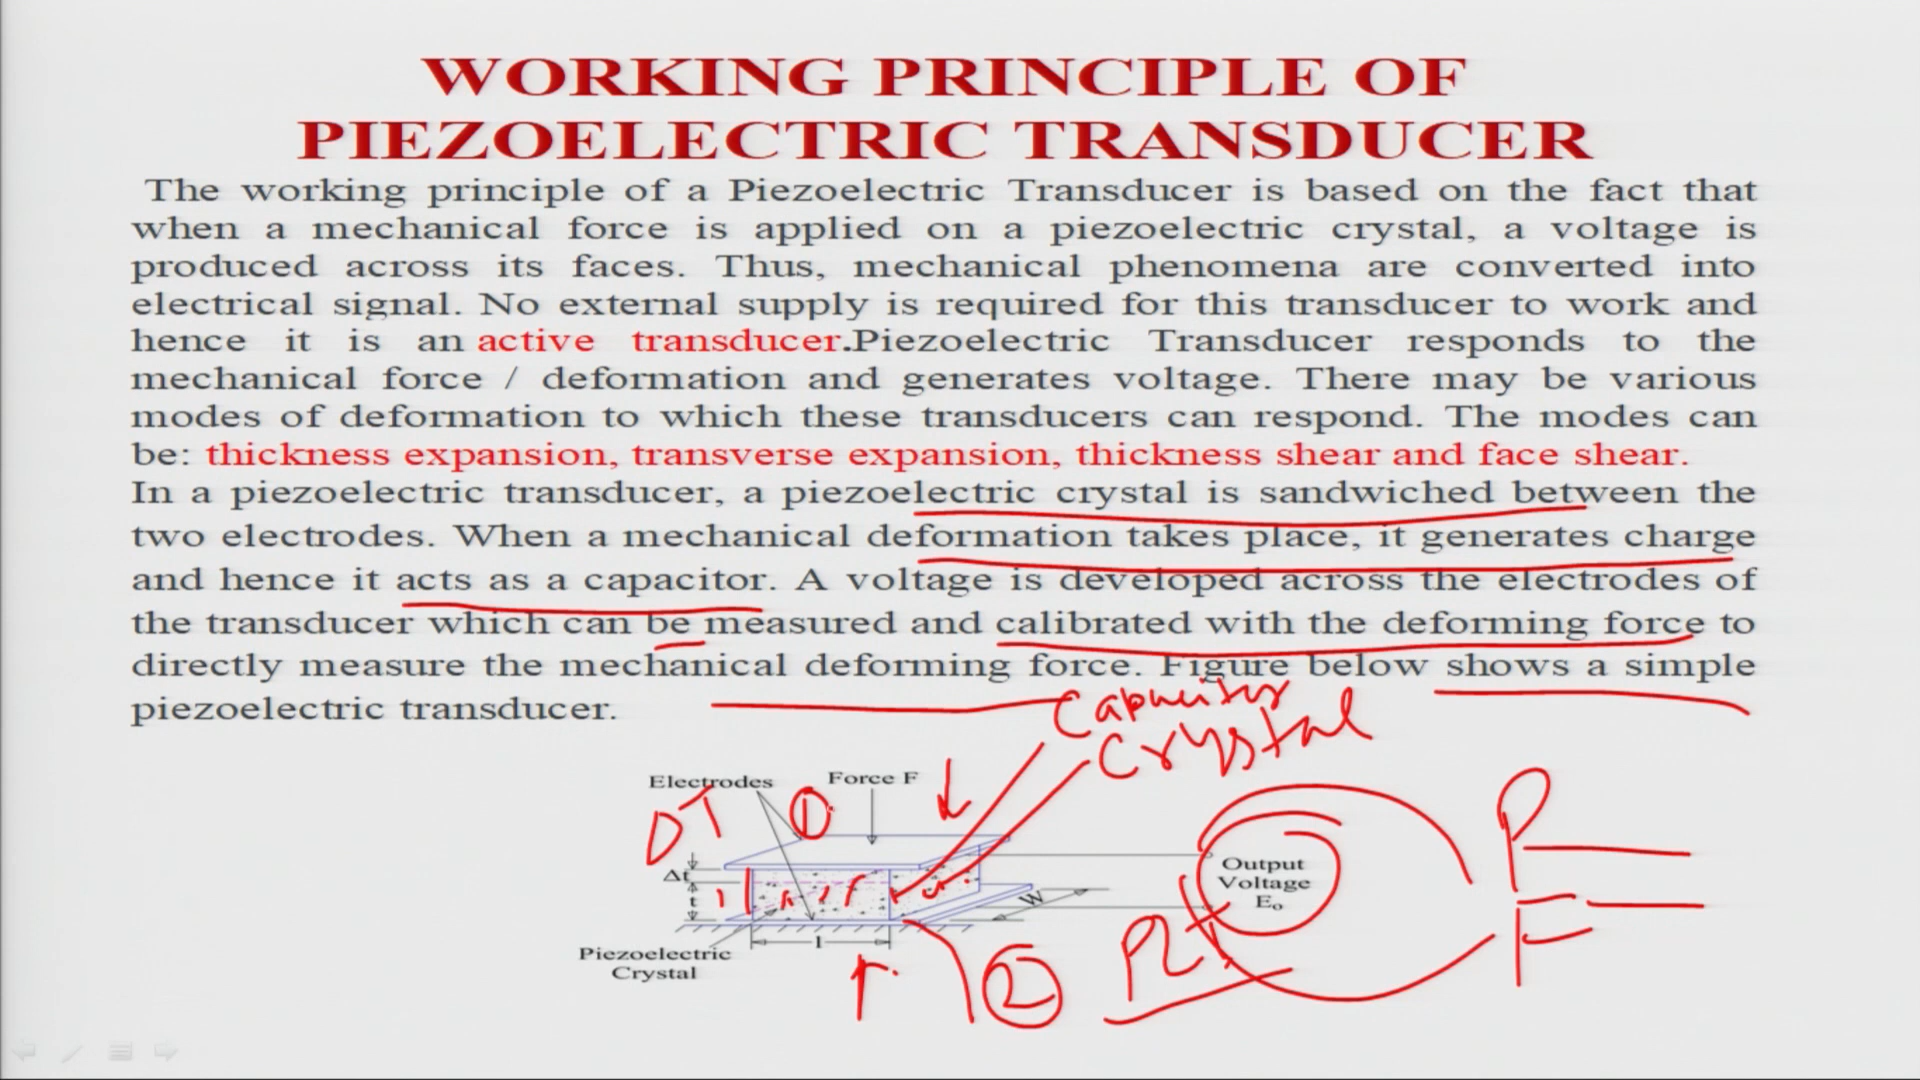 WORKING PRINCIPLE OF
PIEZOELECTRIC TRANSDUCER
The working principle of a Piezoelectric Transducer is based on the fact that
when a mechanical force is applied on a piezoelectric crystal, a voltage is
produced across its faces. Thus, mechanical phenomena are converted into
electrical signal. No external supply is required for this transducer to work and
hence it is an active transducer.Piezoelectric Transducer responds to the
mechanical force / deformation and generates voltage. There may be various
modes of deformation to which these transducers can respond. The modes can
be: thickness expansion, transverse expansion, thickness shear and face shear.
In a piezoelectric transducer, a piezoelectric crystal is sandwiched between the
two electrodes. When a mechanical deformation takes place, it generates charge
and hence it acts as a capacitor. A voltage is developed across the electrodes of
the transducer which can be measured and calibrated with the deforming force to
directly measure the mechanical deforming force. Figure below shows a simple
piezoelectric transducer.
Capacitor
Crystal
Electrodes
Force F
1
Δt
t
W
l
Output
Voltage
E₀
P
F
Piezoelectric
Crystal
2